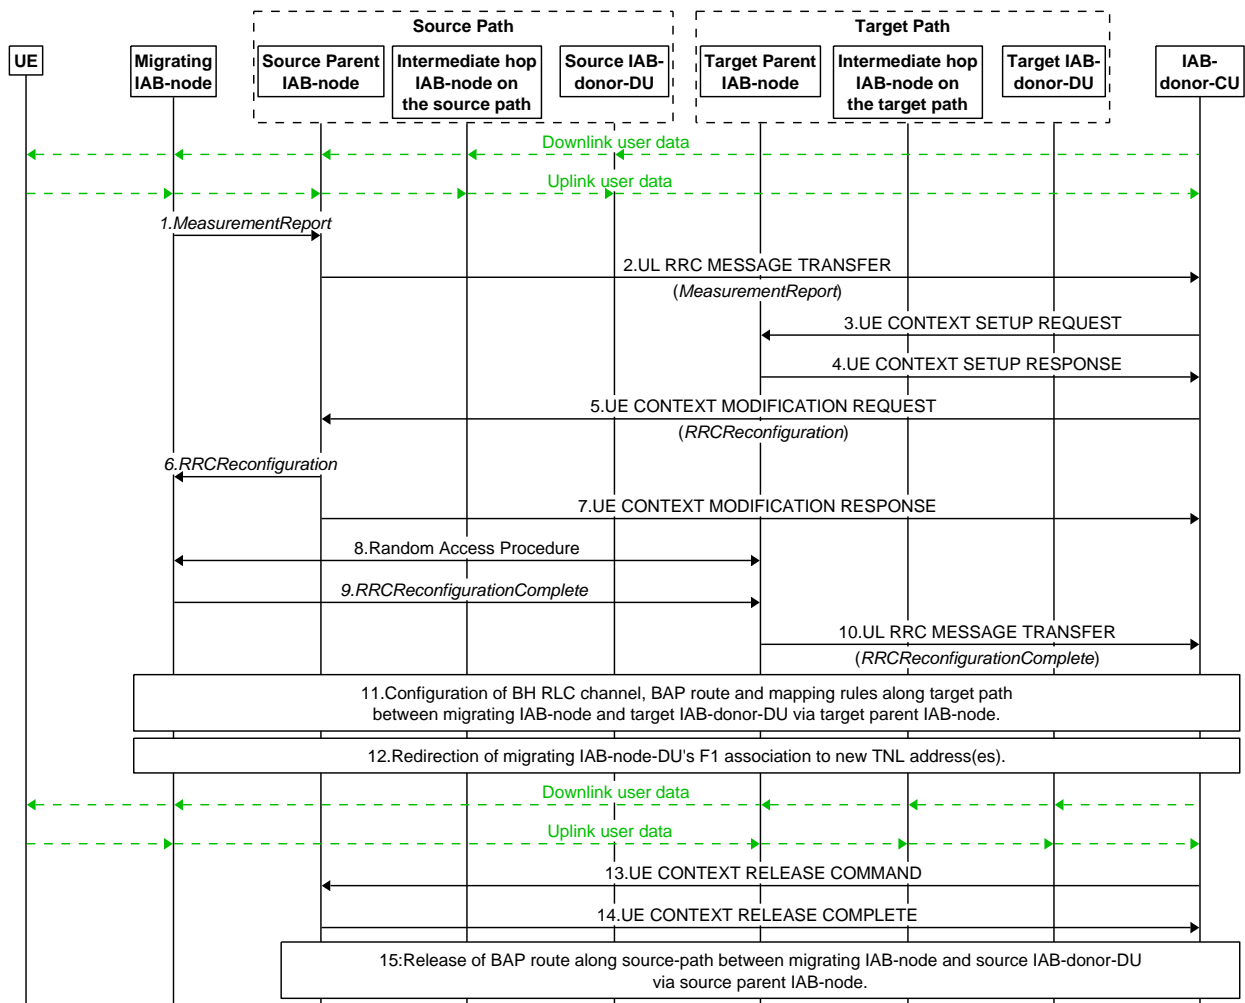 Source Path
Target Path
UE
Migrating
IAB-node
Source Parent
IAB-node
Intermediate hop
IAB-node on
the source path
Source IAB-
donor-DU
Target Parent
IAB-node
Intermediate hop
IAB-node on
the target path
Target IAB-
donor-DU
IAB-
donor-CU
Downlink user data
Uplink user data
1.MeasurementReport
2.UL RRC MESSAGE TRANSFER
(MeasurementReport)
3.UE CONTEXT SETUP REQUEST
4.UE CONTEXT SETUP RESPONSE
5.UE CONTEXT MODIFICATION REQUEST
(RRCReconfiguration)
6.RRCReconfiguration
7.UE CONTEXT MODIFICATION RESPONSE
8.Random Access Procedure
9.RRCReconfigurationComplete
10.UL RRC MESSAGE TRANSFER
(RRCReconfigurationComplete)
11.Configuration of BH RLC channel, BAP route and mapping rules along target path
between migrating IAB-node and target IAB-donor-DU via target parent IAB-node.
12.Redirection of migrating IAB-node-DU's F1 association to new TNL address(es).
Downlink user data
Uplink user data
13.UE CONTEXT RELEASE COMMAND
14.UE CONTEXT RELEASE COMPLETE
15:Release of BAP route along source-path between migrating IAB-node and source IAB-donor-DU
via source parent IAB-node.